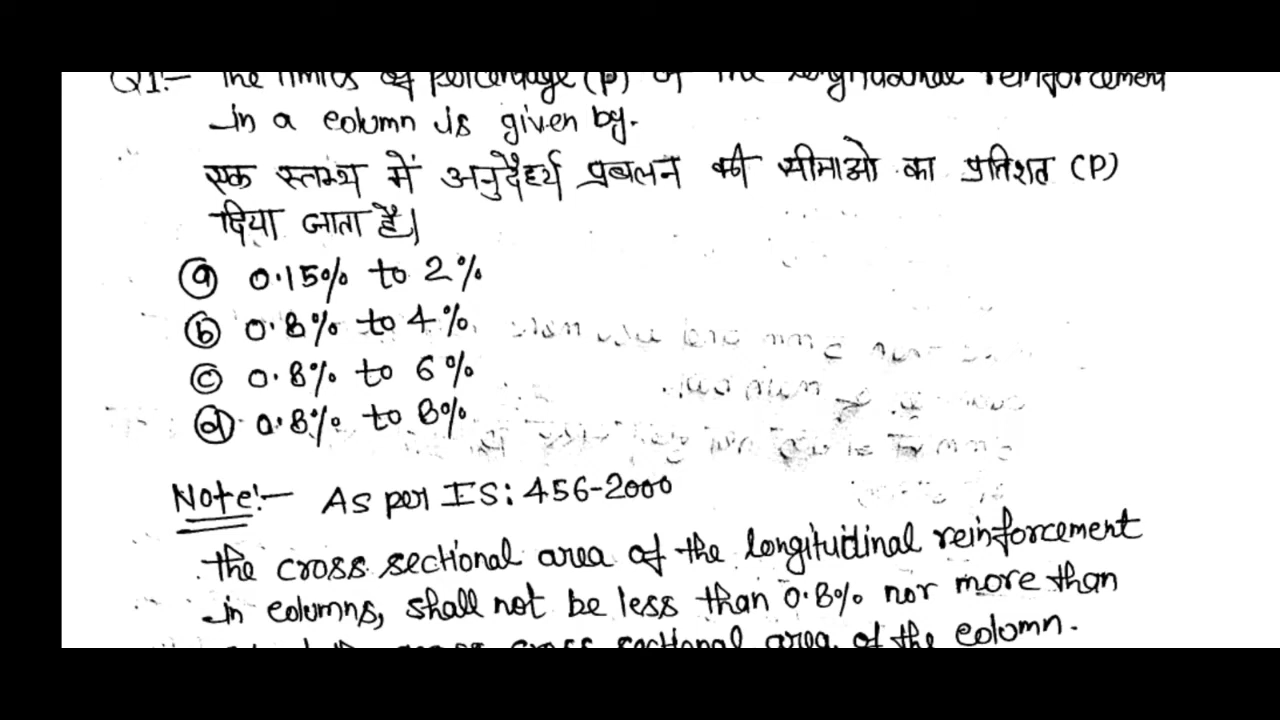 Q1:- The limits of percentage (p) of the longitudinal reinforcement
in a column is given by.
एक स्तम्भ में अनुदैर्ध्य प्रबलन की सीमाओ का प्रतिशत (P)
दिया जाता है।
(a) 0.15% to 2%
(b) 0.8% to 4%
(c) 0.8% to 6%
(d) 0.8% to 8%
Note:- As per IS: 456-2000
The cross sectional area of the longitudinal reinforcement
in columns, shall not be less than 0.8% nor more than
cross sectional area of the column.